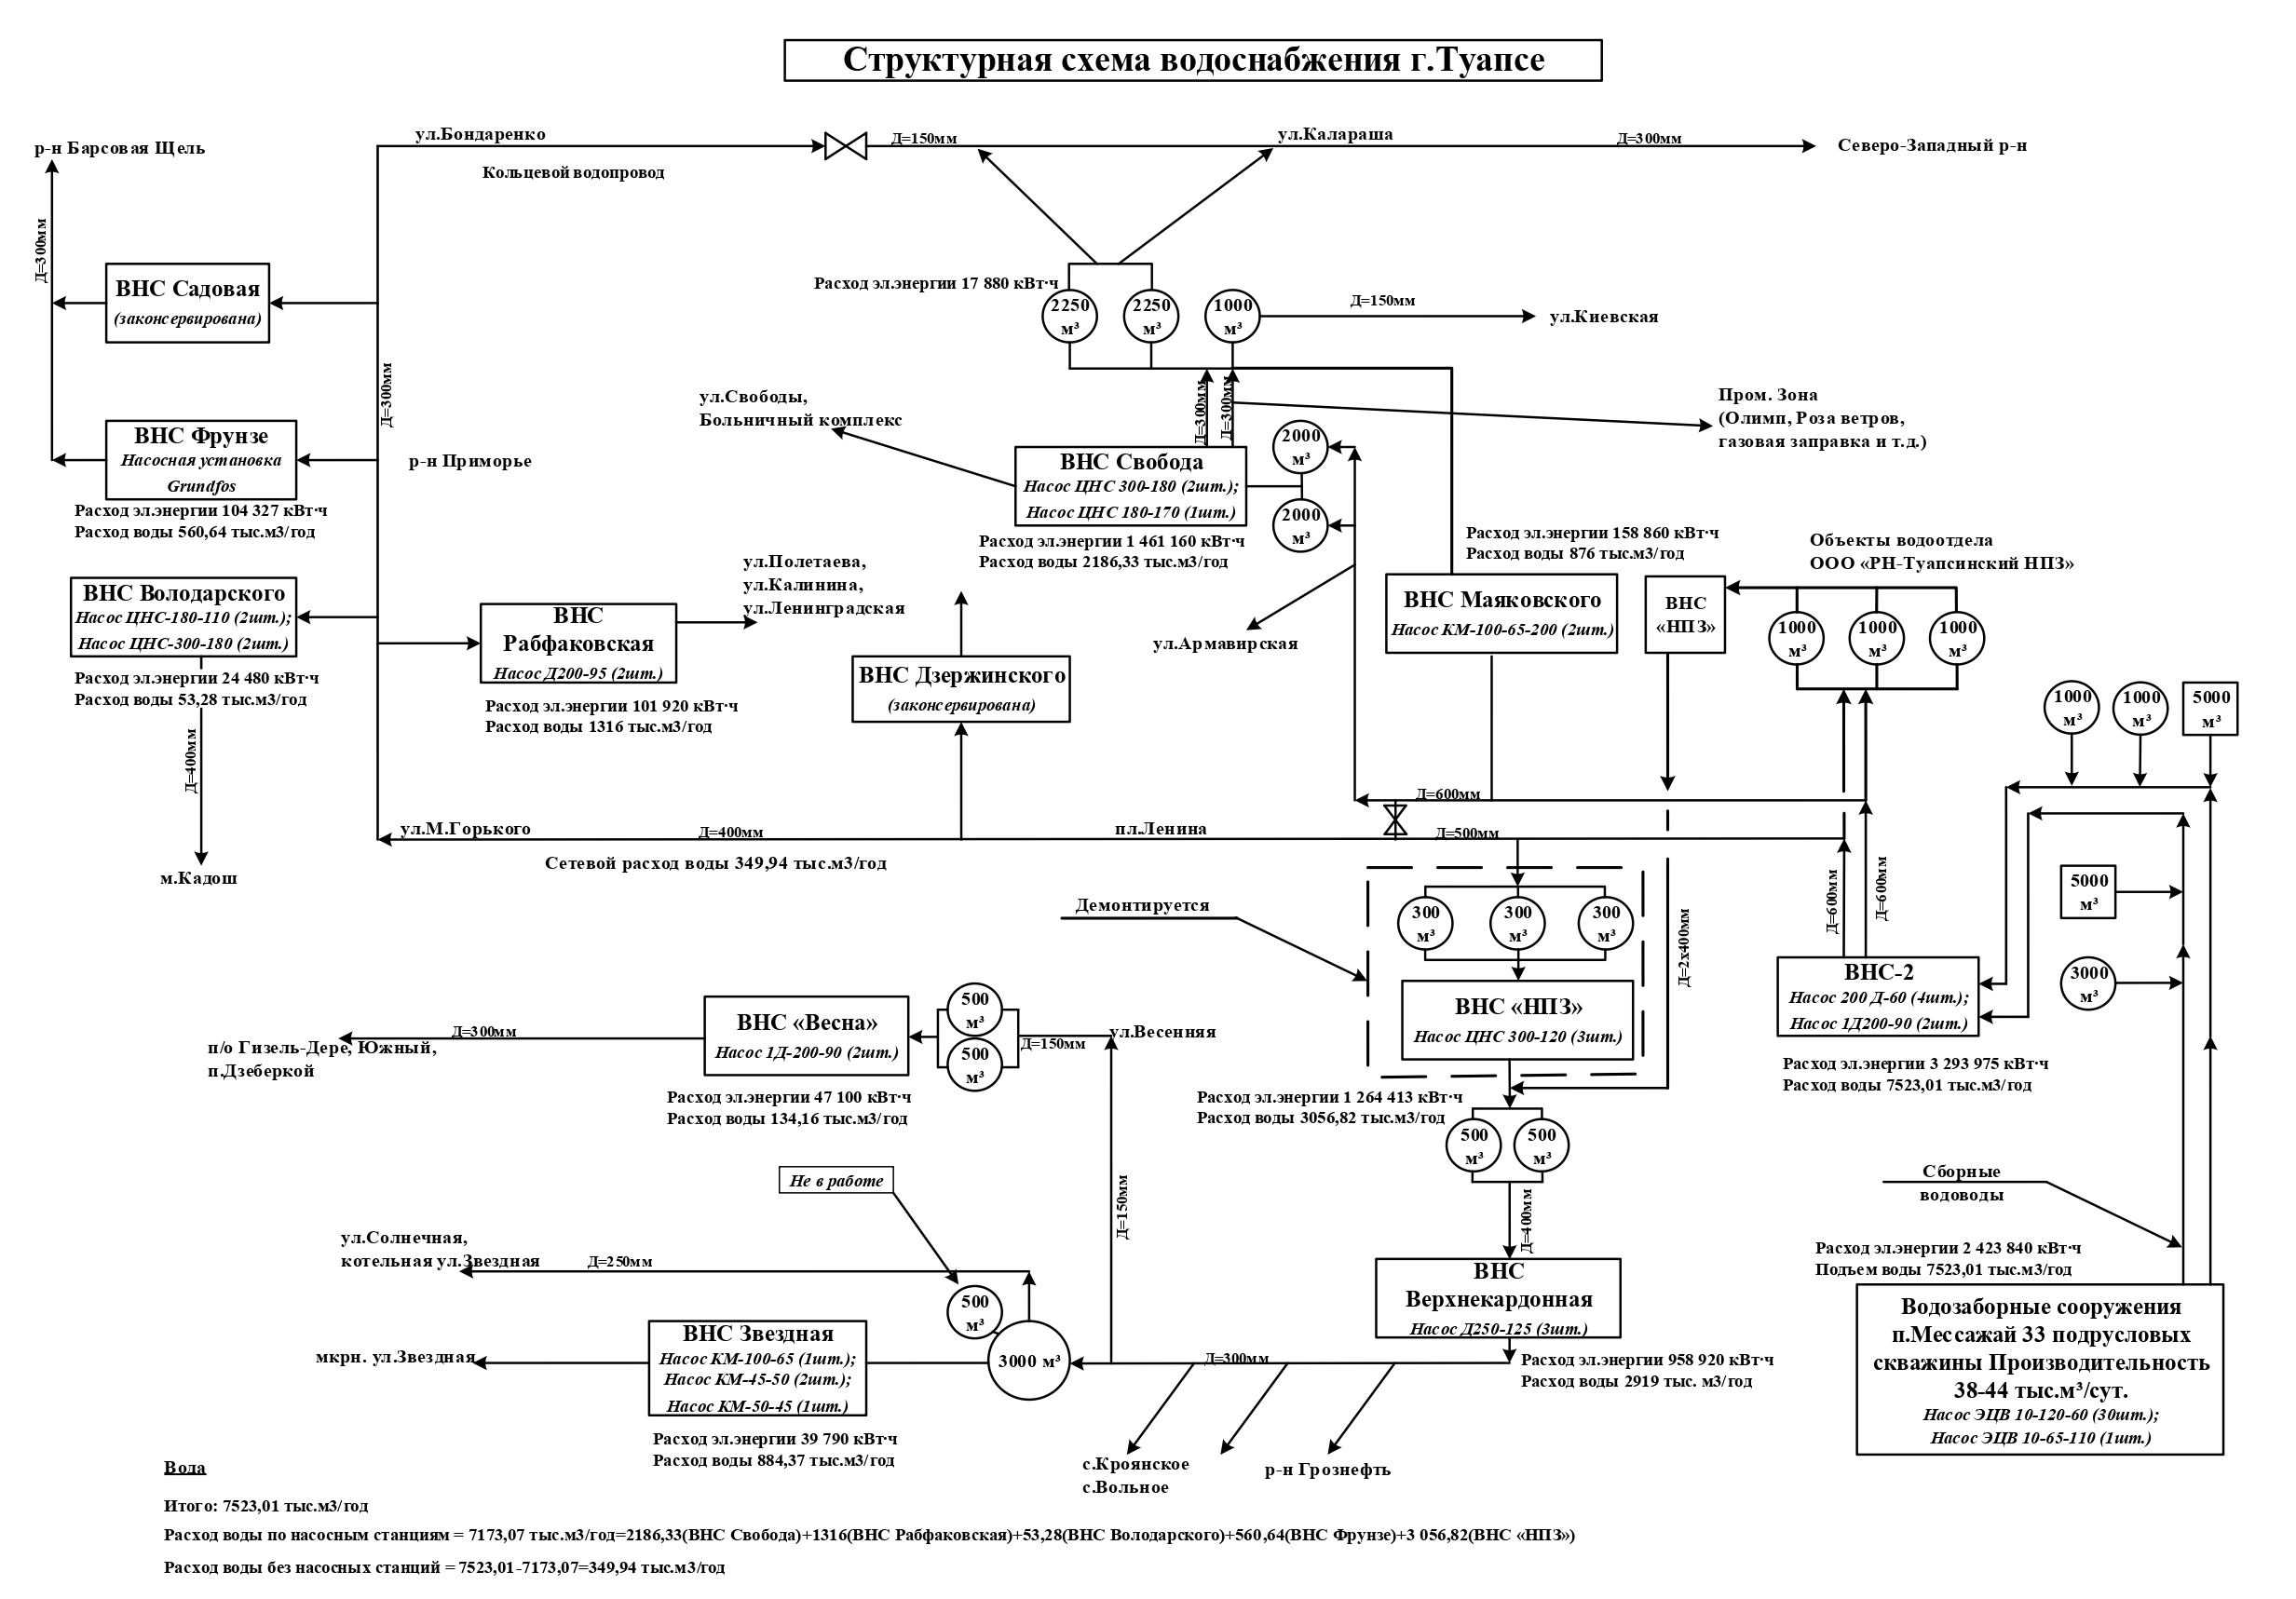 Структурная схема водоснабжения г.Туапсе
ул.Бондаренко
Д=150мм
ул.Калараша
Д=300мм
Северо-Западный р-н
р-н Барсовая Щель
Кольцевой водопровод
Д=300мм
ВНС Садовая
(законсервирована)
Расход эл.энергии 17 880 кВт·ч
2250
м³
2250
м³
1000
м³
Д=150мм
ул.Киевская
Д=300мм
ул.Свободы,
Больничный комплекс
Д=300мм
Д=300мм
Пром. Зона
(Олимп, Роза ветров,
газовая заправка и т.д.)
ВНС Фрунзе
Насосная установка
Grundfos
р-н Приморье
Расход эл.энергии 104 327 кВт·ч
Расход воды 560,64 тыс.м3/год
ВНС Свобода
Насос ЦНС 300-180 (2шт.);
Насос ЦНС 180-170 (1шт.)
2000
м³
2000
м³
Расход эл.энергии 1 461 160 кВт·ч
Расход воды 2186,33 тыс.м3/год
Расход эл.энергии 158 860 кВт·ч
Расход воды 876 тыс.м3/год
Объекты водоотдела
ООО «РН-Туапсинский НПЗ»
ВНС Володарского
Насос ЦНС-180-110 (2шт.);
Насос ЦНС-300-180 (2шт.)
Расход эл.энергии 24 480 кВт·ч
Расход воды 53,28 тыс.м3/год
ВНС
Рабфаковская
Насос Д200-95 (2шт.)
Расход эл.энергии 101 920 кВт·ч
Расход воды 1316 тыс.м3/год
ул.Полетаева,
ул.Калинина,
ул.Ленинградская
ВНС Дзержинского
(законсервирована)
ул.Армавирская
ВНС Маяковского
Насос КМ-100-65-200 (2шт.)
ВНС
«НПЗ»
1000
м³
1000
м³
1000
м³
1000
м³
1000
м³
5000
м³
Д=400мм
м.Кадош
ул.М.Горького
Д=400мм
пл.Ленина
Д=600мм
Д=500мм
Сетевой расход воды 349,94 тыс.м3/год
Демонтируется
300
м³
300
м³
300
м³
Д=2х400мм
Д=600мм
Д=600мм
5000
м³
3000
м³
ВНС «НПЗ»
Насос ЦНС 300-120 (3шт.)
ВНС-2
Насос 200 Д-60 (4шт.);
Насос 1Д200-90 (2шт.)
Расход эл.энергии 3 293 975 кВт·ч
Расход воды 7523,01 тыс.м3/год
п/о Гизель-Дере, Южный,
п.Дзеберкой
Д=300мм
ВНС «Весна»
Насос 1Д-200-90 (2шт.)
Расход эл.энергии 47 100 кВт·ч
Расход воды 134,16 тыс.м3/год
500
м³
500
м³
Д=150мм
ул.Весенняя
Расход эл.энергии 1 264 413 кВт·ч
Расход воды 3056,82 тыс.м3/год
500
м³
500
м³
Д=150мм
Д=400мм
Не в работе
Сборные
водоводы
ул.Солнечная,
котельная ул.Звездная
Д=250мм
500
м³
3000 м³
ВНС
Верхнекардонная
Насос Д250-125 (3шт.)
Расход эл.энергии 958 920 кВт·ч
Расход воды 2919 тыс. м3/год
Расход эл.энергии 2 423 840 кВт·ч
Подъем воды 7523,01 тыс.м3/год
Водозаборные сооружения
п.Мессажай 33 подрусловых
скважины Производительность
38-44 тыс.м³/сут.
Насос ЭЦВ 10-120-60 (30шт.);
Насос ЭЦВ 10-65-110 (1шт.)
мкрн. ул.Звездная
ВНС Звездная
Насос КМ-100-65 (1шт.);
Насос КМ-45-50 (2шт.);
Насос КМ-50-45 (1шт.)
Расход эл.энергии 39 790 кВт·ч
Расход воды 884,37 тыс.м3/год
Д=300мм
с.Кроянское
с.Вольное
р-н Грознефть
Вода
Итого: 7523,01 тыс.м3/год
Расход воды по насосным станциям = 7173,07 тыс.м3/год=2186,33(ВНС Свобода)+1316(ВНС Рабфаковская)+53,28(ВНС Володарского)+560,64(ВНС Фрунзе)+3 056,82(ВНС «НПЗ»)
Расход воды без насосных станций = 7523,01-7173,07=349,94 тыс.м3/год